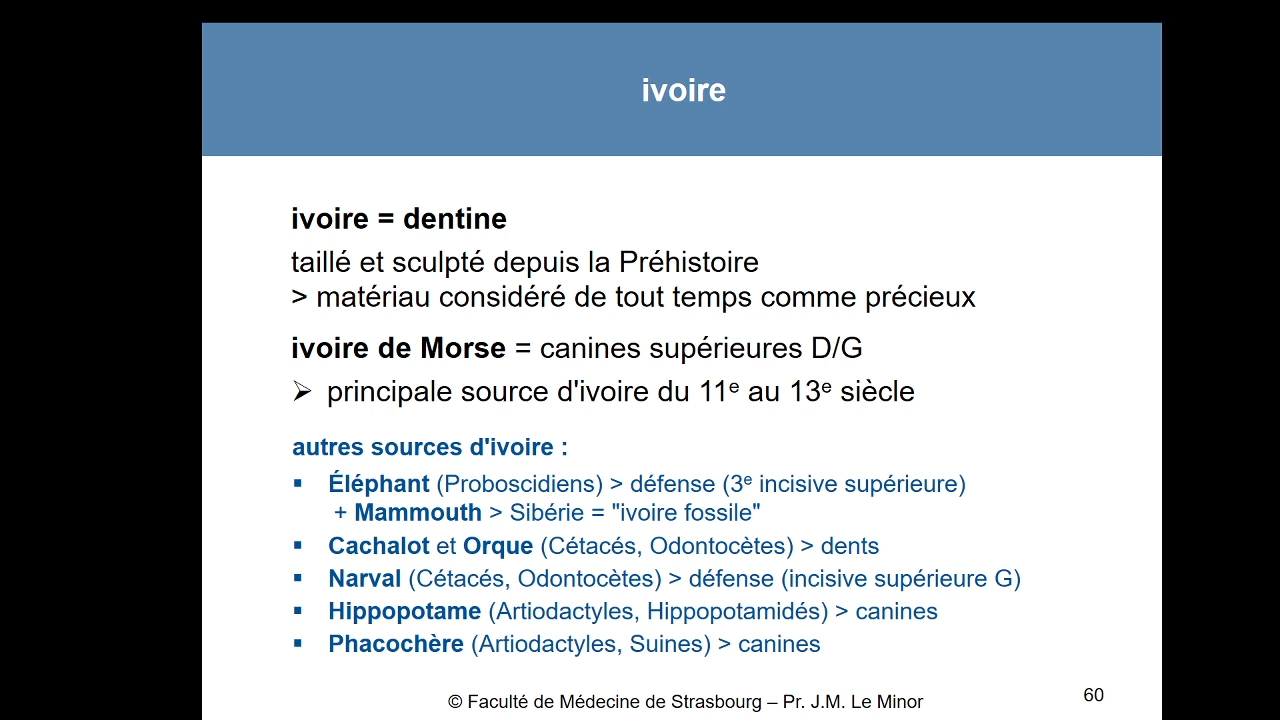 ivoire
ivoire = dentine
taillé et sculpté depuis la Préhistoire
> matériau considéré de tout temps comme précieux
ivoire de Morse = canines supérieures D/G
➢ principale source d'ivoire du 11e au 13e siècle
autres sources d'ivoire :
▪ Éléphant (Proboscidiens) > défense (3e incisive supérieure)
+ Mammouth > Sibérie = "ivoire fossile"
▪ Cachalot et Orque (Cétacés, Odontocètes) > dents
▪ Narval (Cétacés, Odontocètes) > défense (incisive supérieure G)
▪ Hippopotame (Artiodactyles, Hippopotamidés) > canines
▪ Phacochère (Artiodactyles, Suines) > canines
© Faculté de Médecine de Strasbourg – Pr. J.M. Le Minor
60